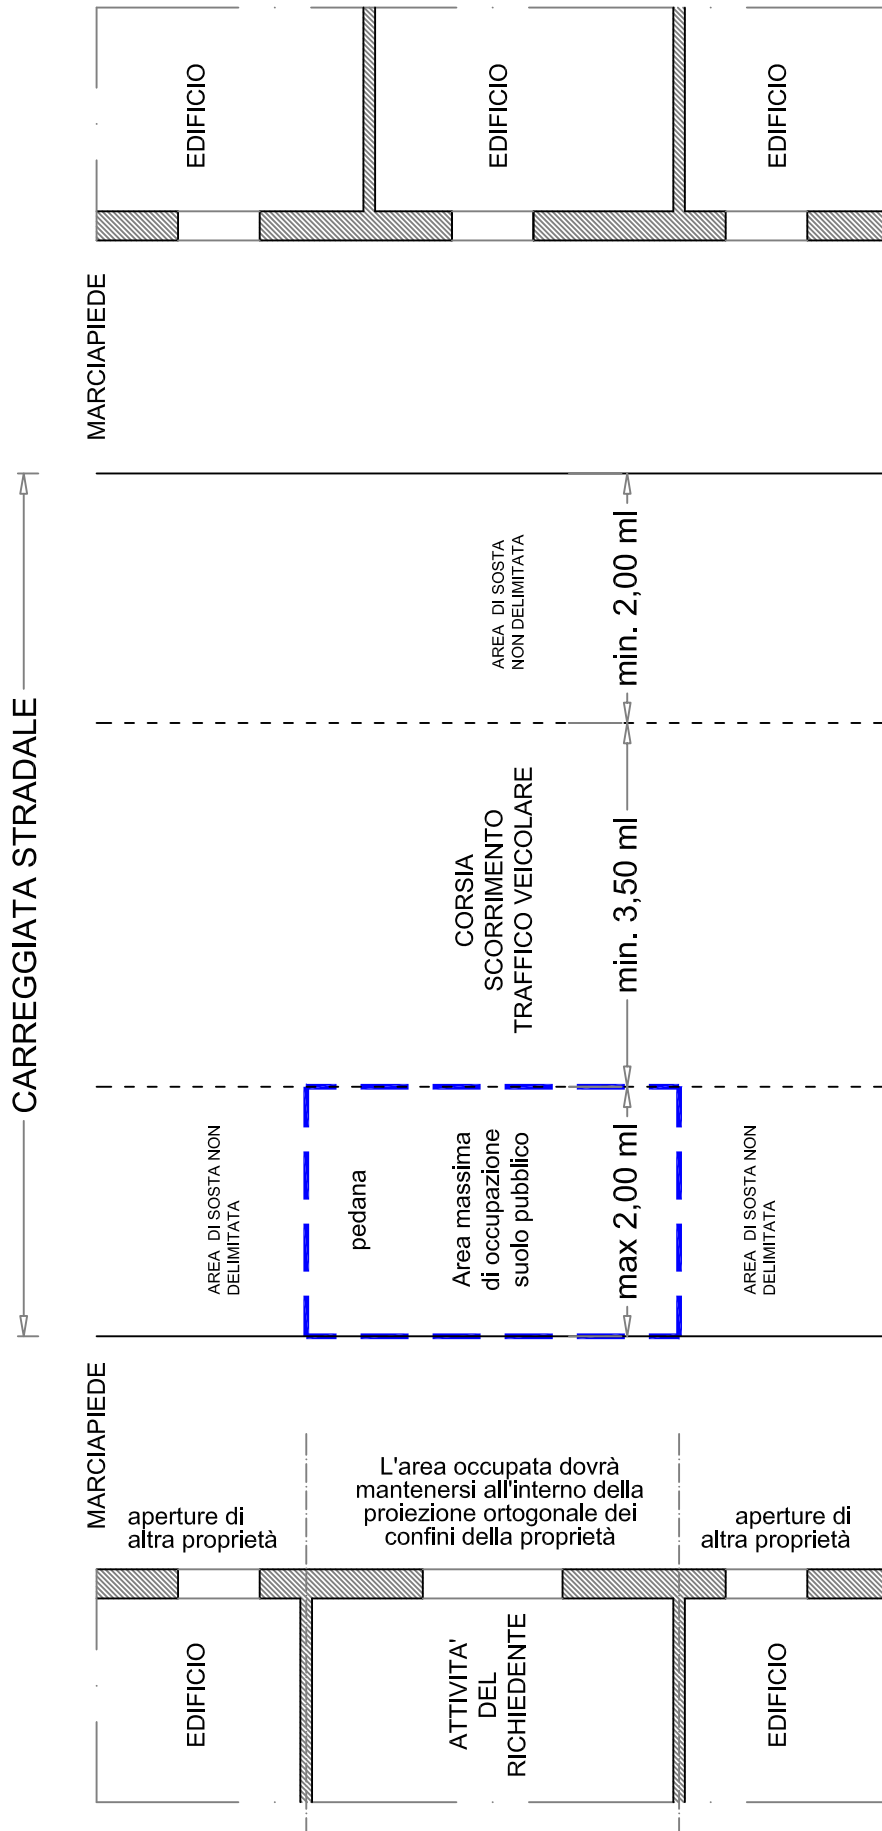 EDIFICIO
EDIFICIO
EDIFICIO
MARCIAPIEDE
CARREGGIATA STRADALE
AREA DI SOSTA
NON DELIMITATA
min. 2,00 ml
CORSIA
SCORRIMENTO
TRAFFICO VEICOLARE
min. 3,50 ml
AREA DI SOSTA NON
DELIMITATA
pedana
Area massima
di occupazione
suolo pubblico
max 2,00 ml
AREA DI SOSTA NON
DELIMITATA
MARCIAPIEDE
aperture di
altra proprietà
L'area occupata dovrà
mantenersi all'interno della
proiezione ortogonale dei
confini della proprietà
aperture di
altra proprietà
EDIFICIO
ATTIVITA'
DEL
RICHIEDENTE
EDIFICIO